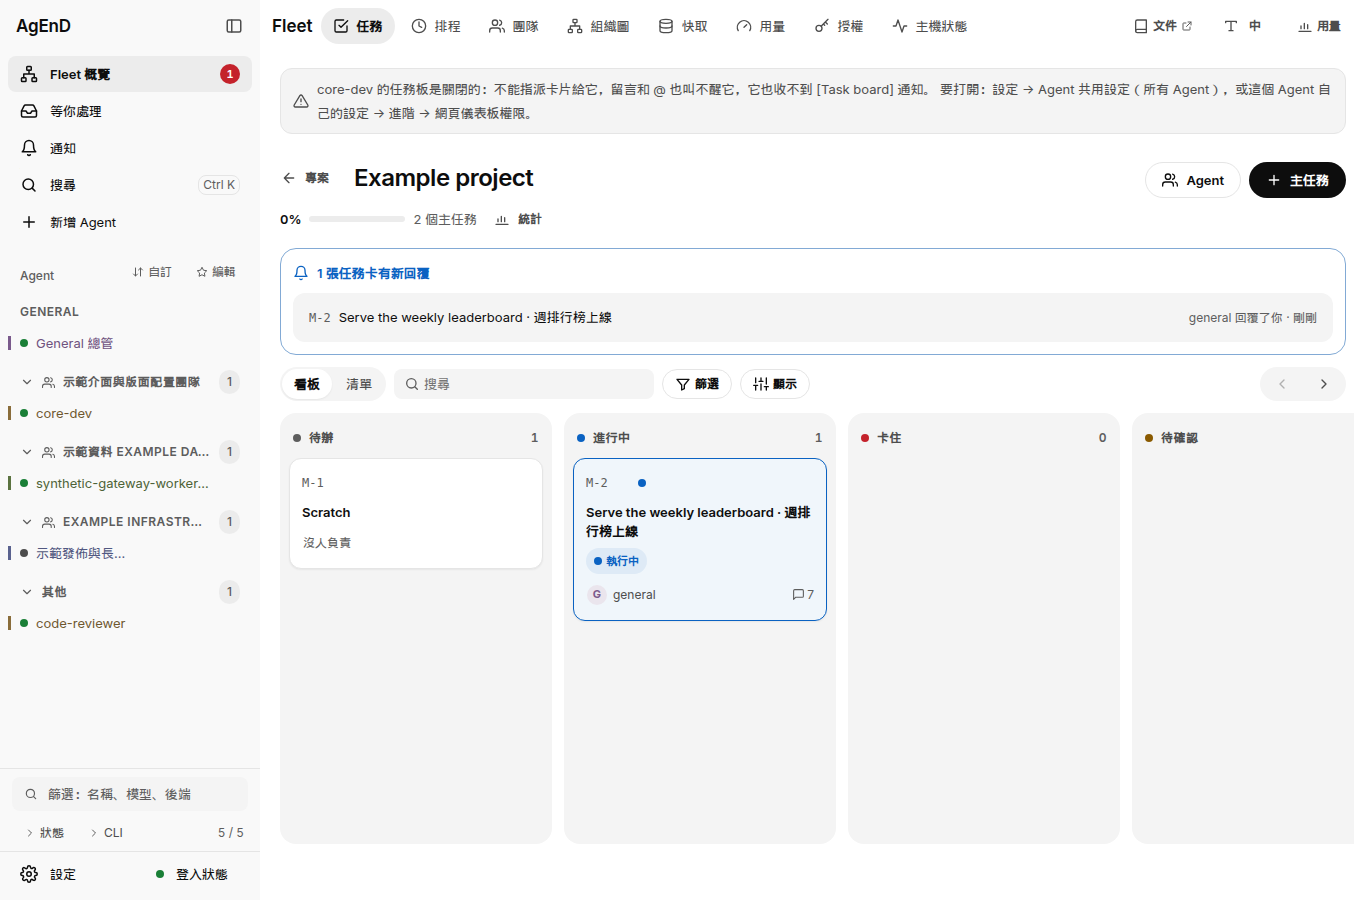 AgEnD
Fleet 概覽
1
等你處理
通知
搜尋
Ctrl K
新增 Agent
Agent
自訂
編輯
GENERAL
General 總管
示範介面與版面配置團隊
1
core-dev
示範資料 EXAMPLE DA...
1
synthetic-gateway-worker...
EXAMPLE INFRASTR...
1
示範發佈與長...
其他
1
code-reviewer
篩選：名稱、模型、後端
狀態
CLI
5 / 5
設定
登入狀態
Fleet
任務
排程
團隊
組織圖
快取
用量
授權
主機狀態
文件
中
用量
core-dev 的任務板是關閉的：不能指派卡片給它，留言和 @ 也叫不醒它，它也收不到 [Task board] 通知。 要打開：設定 → Agent 共用設定（所有 Agent），或這個 Agent 自
己的設定 → 進階 → 網頁儀表板權限。
專案
Example project
Agent
主任務
0%
2 個主任務
統計
1 張任務卡有新回覆
M-2 Serve the weekly leaderboard · 週排行榜上線
general 回覆了你 · 剛剛
看板
清單
搜尋
篩選
顯示
待辦
1
M-1
Scratch
沒人負責
進行中
1
M-2
Serve the weekly leaderboard · 週排
行榜上線
執行中
G
general
7
卡住
0
待確認